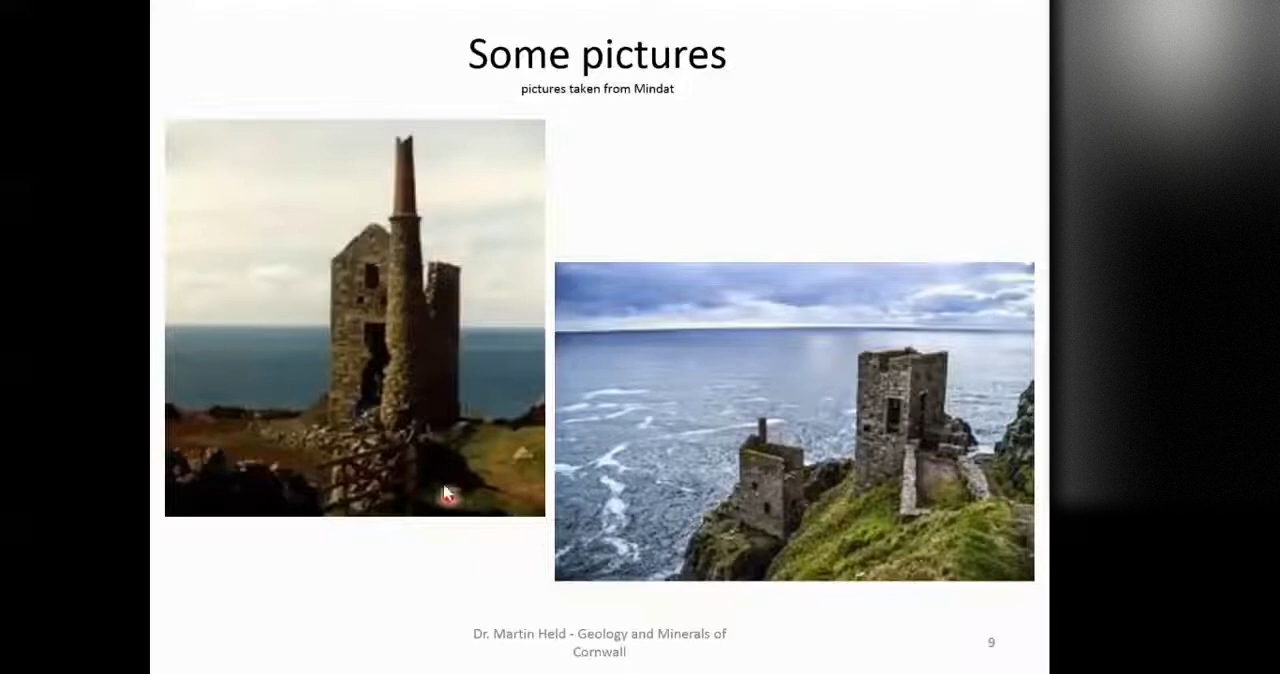 Some pictures
pictures taken from Mindat
Dr. Martin Held - Geology and Minerals of
Cornwall
9